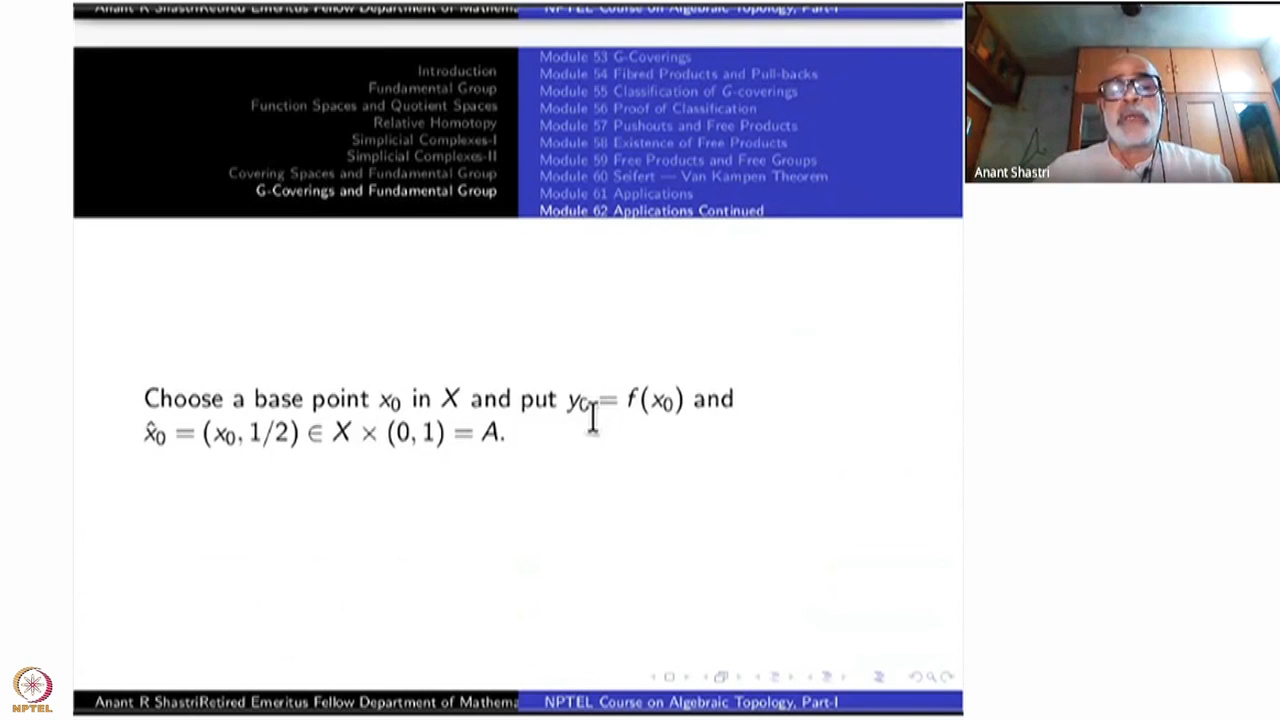 Anant R ShastriRetired Emeritus Fellow Department of Mathema
NPTEL Course on Algebraic Topology, Part-I
Introduction
Fundamental Group
Function Spaces and Quotient Spaces
Relative Homotopy
Simplicial Complexes-I
Simplicial Complexes-II
Covering Spaces and Fundamental Group
G-Coverings and Fundamental Group
Module 53 G-Coverings
Module 54 Fibred Products and Pull-backs
Module 55 Classification of G-coverings
Module 56 Proof of Classification
Module 57 Pushouts and Free Products
Module 58 Existence of Free Products
Module 59 Free Products and Free Groups
Module 60 Seifert — Van Kampen Theorem
Module 61 Applications
Module 62 Applications Continued
Anant Shastri
Choose a base point x₀ in X and put y₀ = f(x₀) and
x̂₀ = (x₀, 1/2) ∈ X × (0, 1) = A.
NPTEL
Anant R ShastriRetired Emeritus Fellow Department of Mathema
NPTEL Course on Algebraic Topology, Part-I